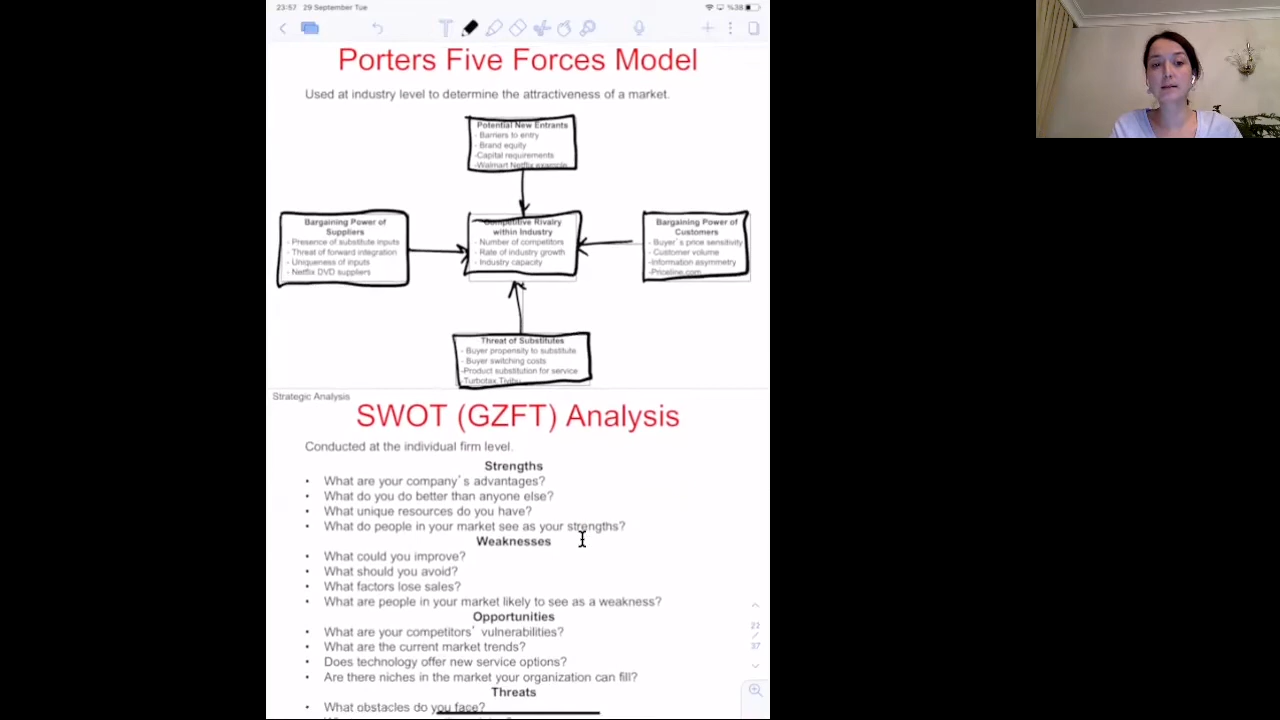 23:57 29 September Tue
%38
Porters Five Forces Model
Used at industry level to determine the attractiveness of a market.
Potential New Entrants
- Barriers to entry
- Brand equity
-Capital requirements
-Walmart Netflix example
Bargaining Power of
Suppliers
- Presence of substitute inputs
- Threat of forward integration
- Uniqueness of inputs
- Netflix DVD suppliers
Competitive Rivalry
within Industry
- Number of competitors
- Rate of industry growth
- Industry capacity
Bargaining Power of
Customers
- Buyer's price sensitivity
- Customer volume
-Information asymmetry
-Priceline.com
Threat of Substitutes
- Buyer propensity to substitute
- Buyer switching costs
-Product substitution for service
-Turbotax,
Strategic Analysis
SWOT (GZFT) Analysis
Conducted at the individual firm level.
Strengths
• What are your company's advantages?
• What do you do better than anyone else?
• What unique resources do you have?
• What do people in your market see as your strengths?
Weaknesses
• What could you improve?
• What should you avoid?
• What factors lose sales?
• What are people in your market likely to see as a weakness?
Opportunities
• What are your competitors' vulnerabilities?
• What are the current market trends?
• Does technology offer new service options?
• Are there niches in the market your organization can fill?
Threats
• What obstacles do you face?
22
/
37